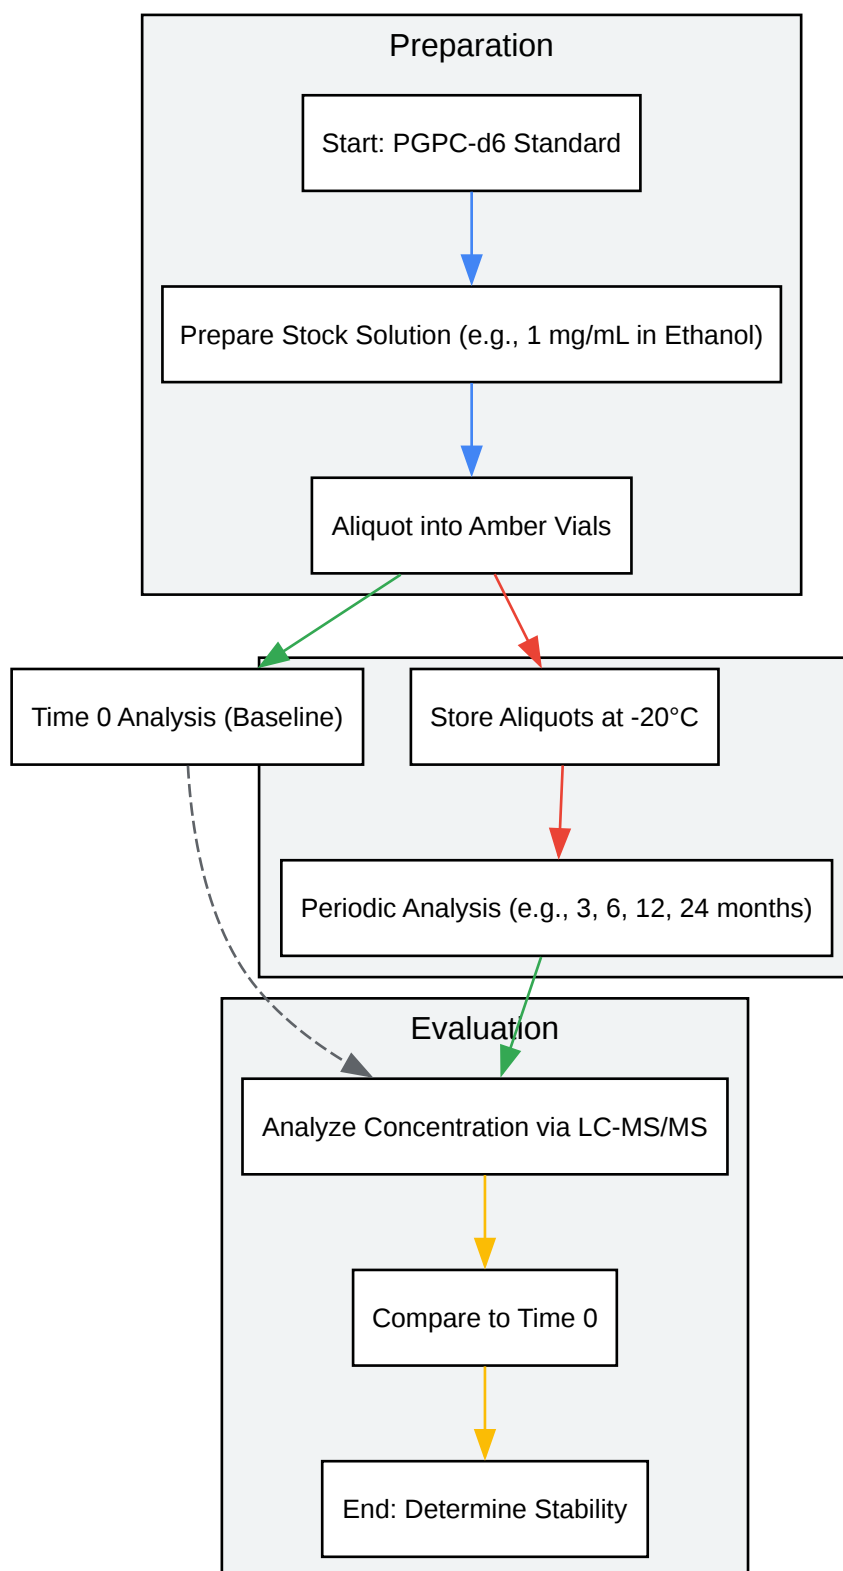 Preparation
Start: PGPC-d6 Standard
Prepare Stock Solution (e.g., 1 mg/mL in Ethanol)
Aliquot into Amber Vials
Time 0 Analysis (Baseline)
Store Aliquots at -20°C
Periodic Analysis (e.g., 3, 6, 12, 24 months)
Evaluation
Analyze Concentration via LC-MS/MS
Compare to Time 0
End: Determine Stability